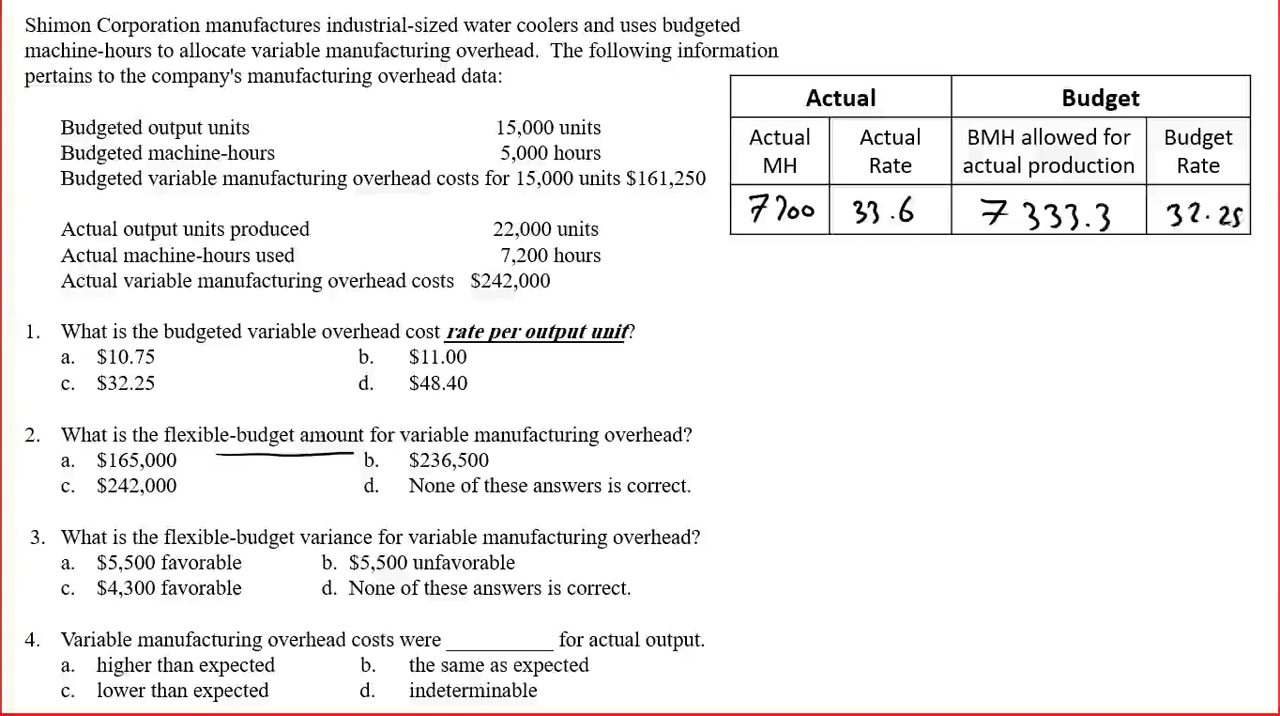 Shimon Corporation manufactures industrial-sized water coolers and uses budgeted
machine-hours to allocate variable manufacturing overhead. The following information
pertains to the company's manufacturing overhead data:
Budgeted output units 15,000 units
Budgeted machine-hours 5,000 hours
Budgeted variable manufacturing overhead costs for 15,000 units $161,250
Actual output units produced 22,000 units
Actual machine-hours used 7,200 hours
Actual variable manufacturing overhead costs $242,000
Actual Budget
Actual Actual BMH allowed for Budget
MH Rate actual production Rate
7200 33.6 7333.3 32.25
1. What is the budgeted variable overhead cost rate per output unit?
a. $10.75 b. $11.00
c. $32.25 d. $48.40
2. What is the flexible-budget amount for variable manufacturing overhead?
a. $165,000 b. $236,500
c. $242,000 d. None of these answers is correct.
3. What is the flexible-budget variance for variable manufacturing overhead?
a. $5,500 favorable b. $5,500 unfavorable
c. $4,300 favorable d. None of these answers is correct.
4. Variable manufacturing overhead costs were __________ for actual output.
a. higher than expected b. the same as expected
c. lower than expected d. indeterminable